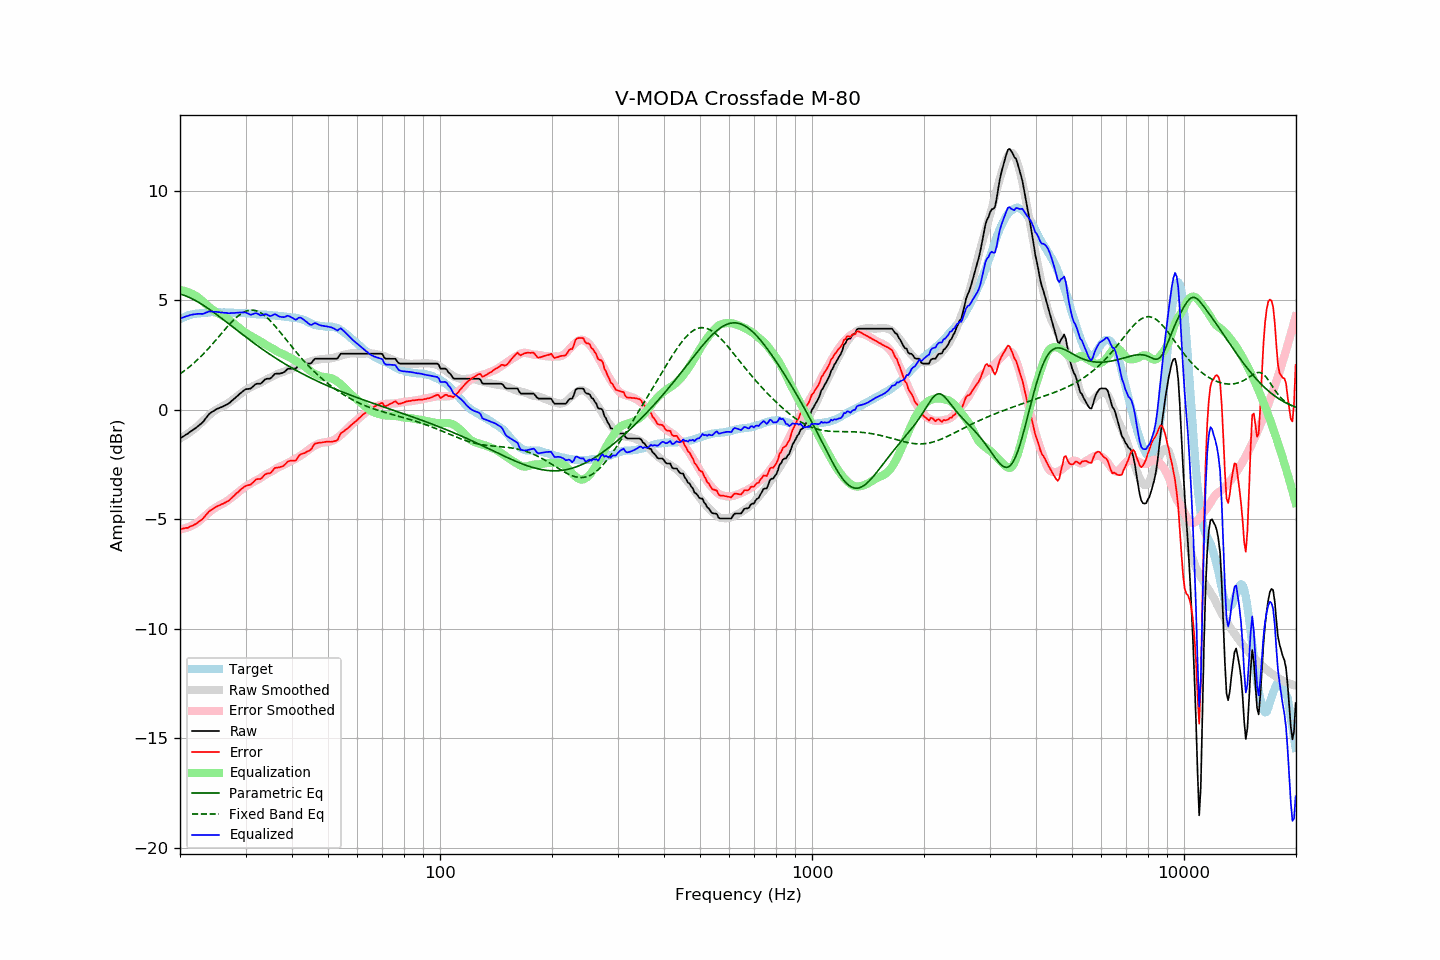 V-MODA Crossfade M-80
Amplitude (dBr)
10
5
0
−5
−10
−15
−20
Target
Raw Smoothed
Error Smoothed
Raw
Error
Equalization
Parametric Eq
Fixed Band Eq
Equalized
100
1000
10000
Frequency (Hz)